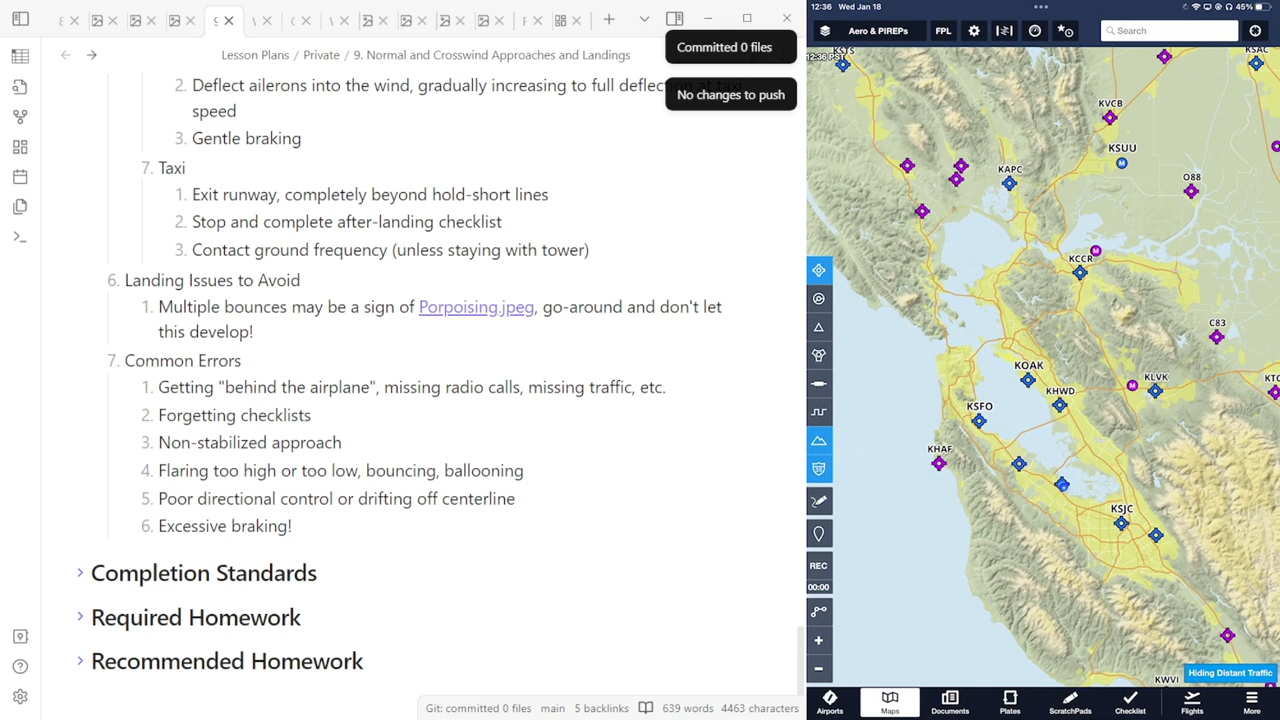 Committed 0 files
No changes to push
Lesson Plans / Private / 9. Normal and Crosswind Approaches and Landings
2. Deflect ailerons into the wind, gradually increasing to full deflection at taxi
speed
3. Gentle braking
7. Taxi
1. Exit runway, completely beyond hold-short lines
2. Stop and complete after-landing checklist
3. Contact ground frequency (unless staying with tower)
6. Landing Issues to Avoid
1. Multiple bounces may be a sign of Porpoising.jpeg, go-around and don't let
this develop!
7. Common Errors
1. Getting "behind the airplane", missing radio calls, missing traffic, etc.
2. Forgetting checklists
3. Non-stabilized approach
4. Flaring too high or too low, bouncing, ballooning
5. Poor directional control or drifting off centerline
6. Excessive braking!
Completion Standards
Required Homework
Recommended Homework
Git: committed 0 files main 5 backlinks 639 words 4463 characters
12:36 Wed Jan 18
45%
Aero & PIREPs
FPL
Search
KSTS
12:36 PST
KSAC
KVCB
KSUU
M
KAPC
O88
M
KCCR
C83
KOAK
KLVK
M
KHWD
KSFO
KHAF
KSJC
REC
00:00
Hiding Distant Traffic
KWVI
Airports
Maps
Documents
Plates
ScratchPads
Checklist
Flights
More